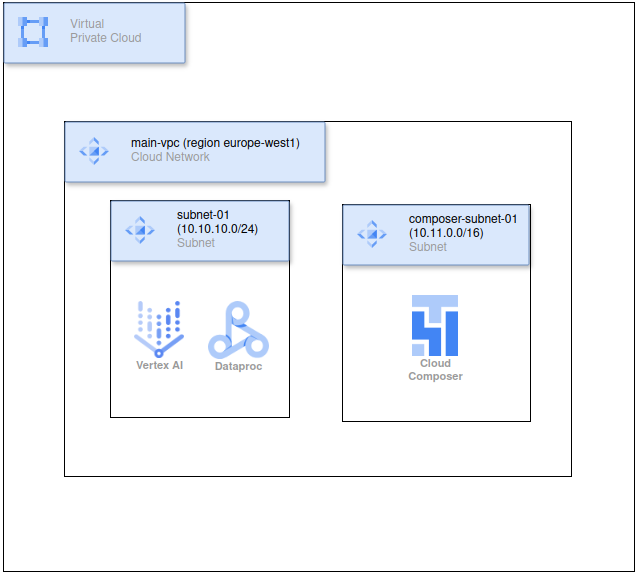 Virtual
Private Cloud
main-vpc (region europe-west1)
Cloud Network
subnet-01
(10.10.10.0/24)
Subnet
composer-subnet-01
(10.11.0.0/16)
Subnet
Vertex AI
Dataproc
Cloud
Composer